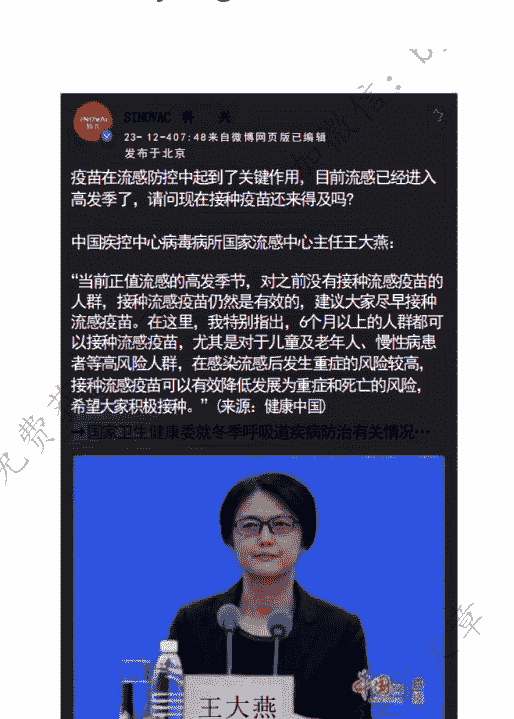 SINOVAC 科 兴
23-12-407:48来自微博网页版已编辑
发布于北京
疫苗在流感防控中起到了关键作用，目前流感已经进入
高发季了，请问现在接种疫苗还来得及吗？
中国疾控中心病毒病所国家流感中心主任王大燕：
“当前正值流感的高发季节，对之前没有接种流感疫苗的
人群，接种流感疫苗仍然是有效的，建议大家尽早接种
流感疫苗。在这里，我特别指出，6个月以上的人群都可
以接种流感疫苗，尤其是对于儿童及老年人、慢性病患
者等高风险人群，在感染流感后发生重症的风险较高，
接种流感疫苗可以有效降低发展为重症和死亡的风险，
希望大家积极接种。”(来源：健康中国)
→国家卫生健康委就冬季呼吸道疾病防治有关情况…
王大燕